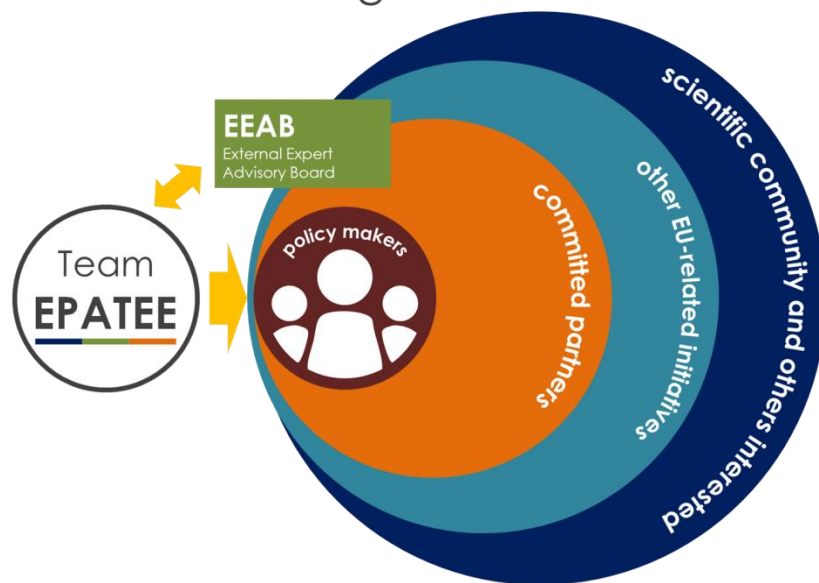 EEAB
External Expert
Advisory Board
Team
EPATEE
policy makers
committed partners
other EU-related initiatives
scientific community and others interested